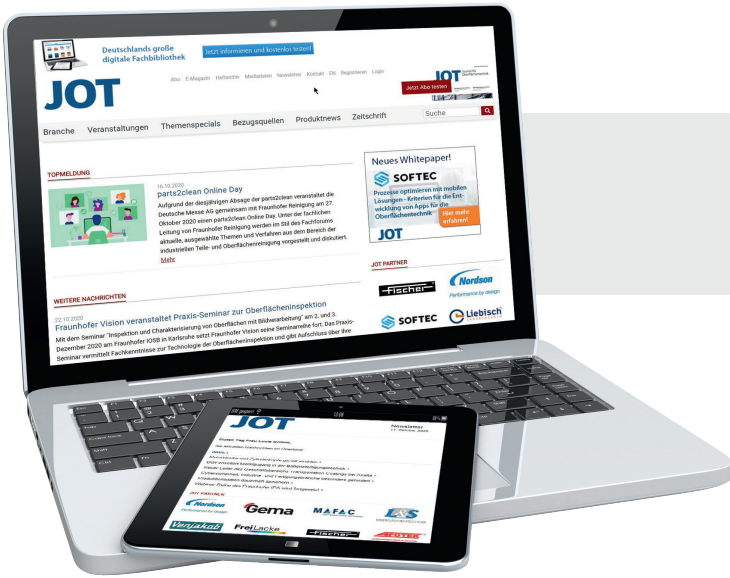 Deutschlands große
digitale Fachbibliothek
Jetzt informieren und kostenlos testen!
JOT
Abo E-Magazin Heftarchiv Mediadaten Newsletter Kontakt EN Registrieren Login
JOT
Jetzt Abo testen
Branche Veranstaltungen Themenspecials Bezugsquellen Produktnews Zeitschrift
Suche
TOPMELDUNG
16.10.2020
parts2clean Online Day
Aufgrund der diesjährigen Absage der parts2clean veranstaltet die
Deutsche Messe AG gemeinsam mit Fraunhofer Reinigung am 27.
Oktober 2020 einen parts2clean Online Day. Unter der fachlichen
Leitung von Fraunhofer Reinigung werden im Stil des Fachforums
aktuelle, ausgewählte Themen und Verfahren aus dem Bereich der
industriellen Teile- und Oberflächenreinigung vorgestellt und diskutiert.
Mehr
Neues Whitepaper!
SOFTEC
Prozesse optimieren mit mobilen
Lösungen - Kriterien für die Ent-
wicklung von Apps für die
Oberflächentechnik
Hier mehr
erfahren!
JOT
JOT PARTNER
Fischer
Nordson
Performance by design
SOFTEC
Liebisch
WEITERE NACHRICHTEN
22.10.2020
Fraunhofer Vision veranstaltet Praxis-Seminar zur Oberflächeninspektion
Mit dem Seminar "Inspektion und Charakterisierung von Oberflächen mit Bildverarbeitung" am 2. und 3.
Dezember 2020 am Fraunhofer IOSB in Karlsruhe setzt Fraunhofer Vision seine Seminarreihe fort. Das Praxis-
Seminar vermittelt Fachkenntnisse zur Technologie der Oberflächeninspektion und gibt Aufschluss über ihre
JOT
Newsletter
JOT PARTNER
Nordson
Performance by design
Gema
MAFAC
L&S
Venjakob
FreiLacke
Fischer